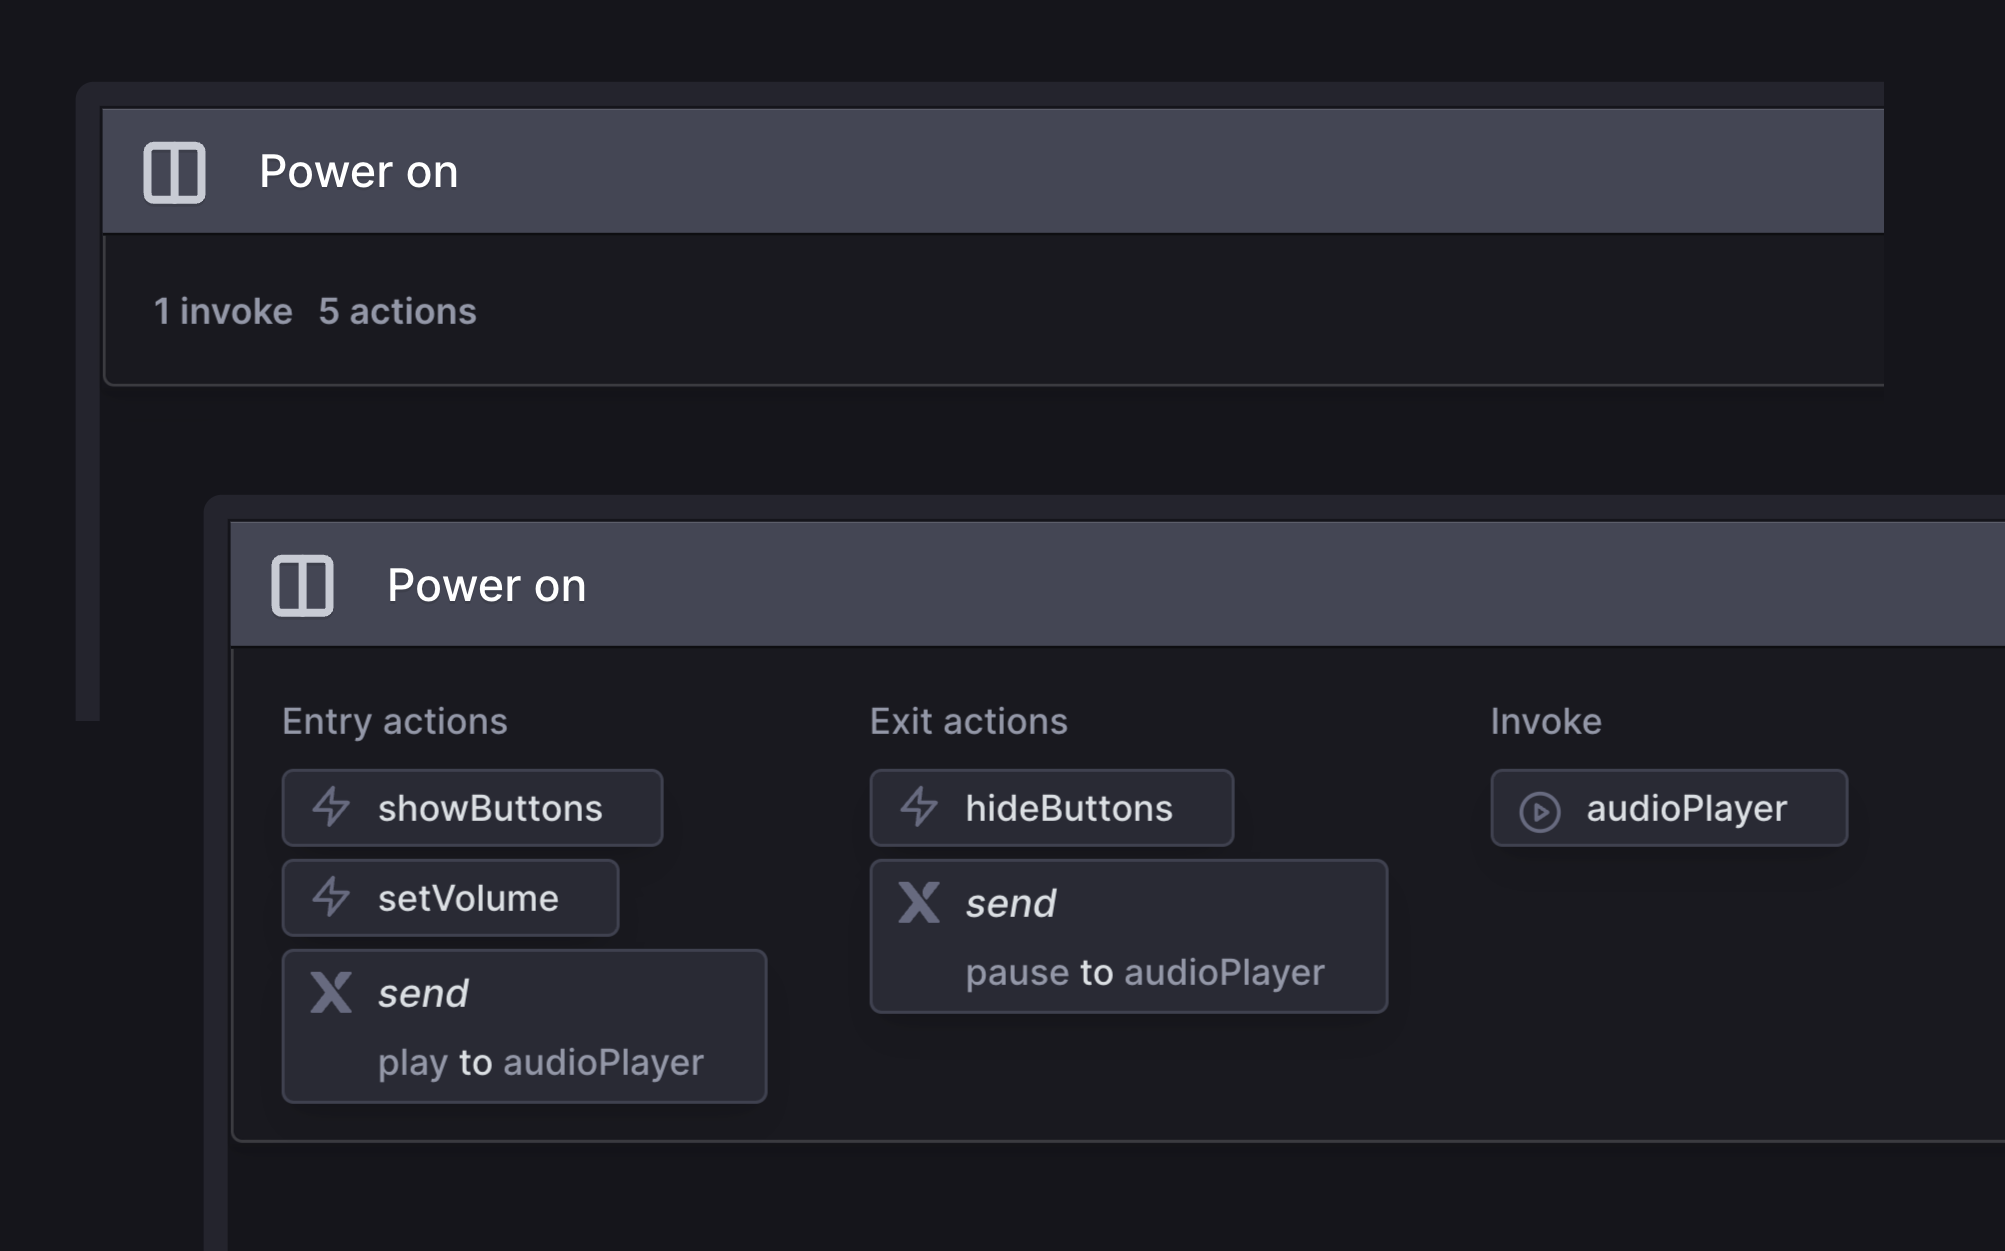 Power on
1 invoke 5 actions
Power on
Entry actions
showButtons
setVolume
send
play to audioPlayer
Exit actions
hideButtons
send
pause to audioPlayer
Invoke
audioPlayer